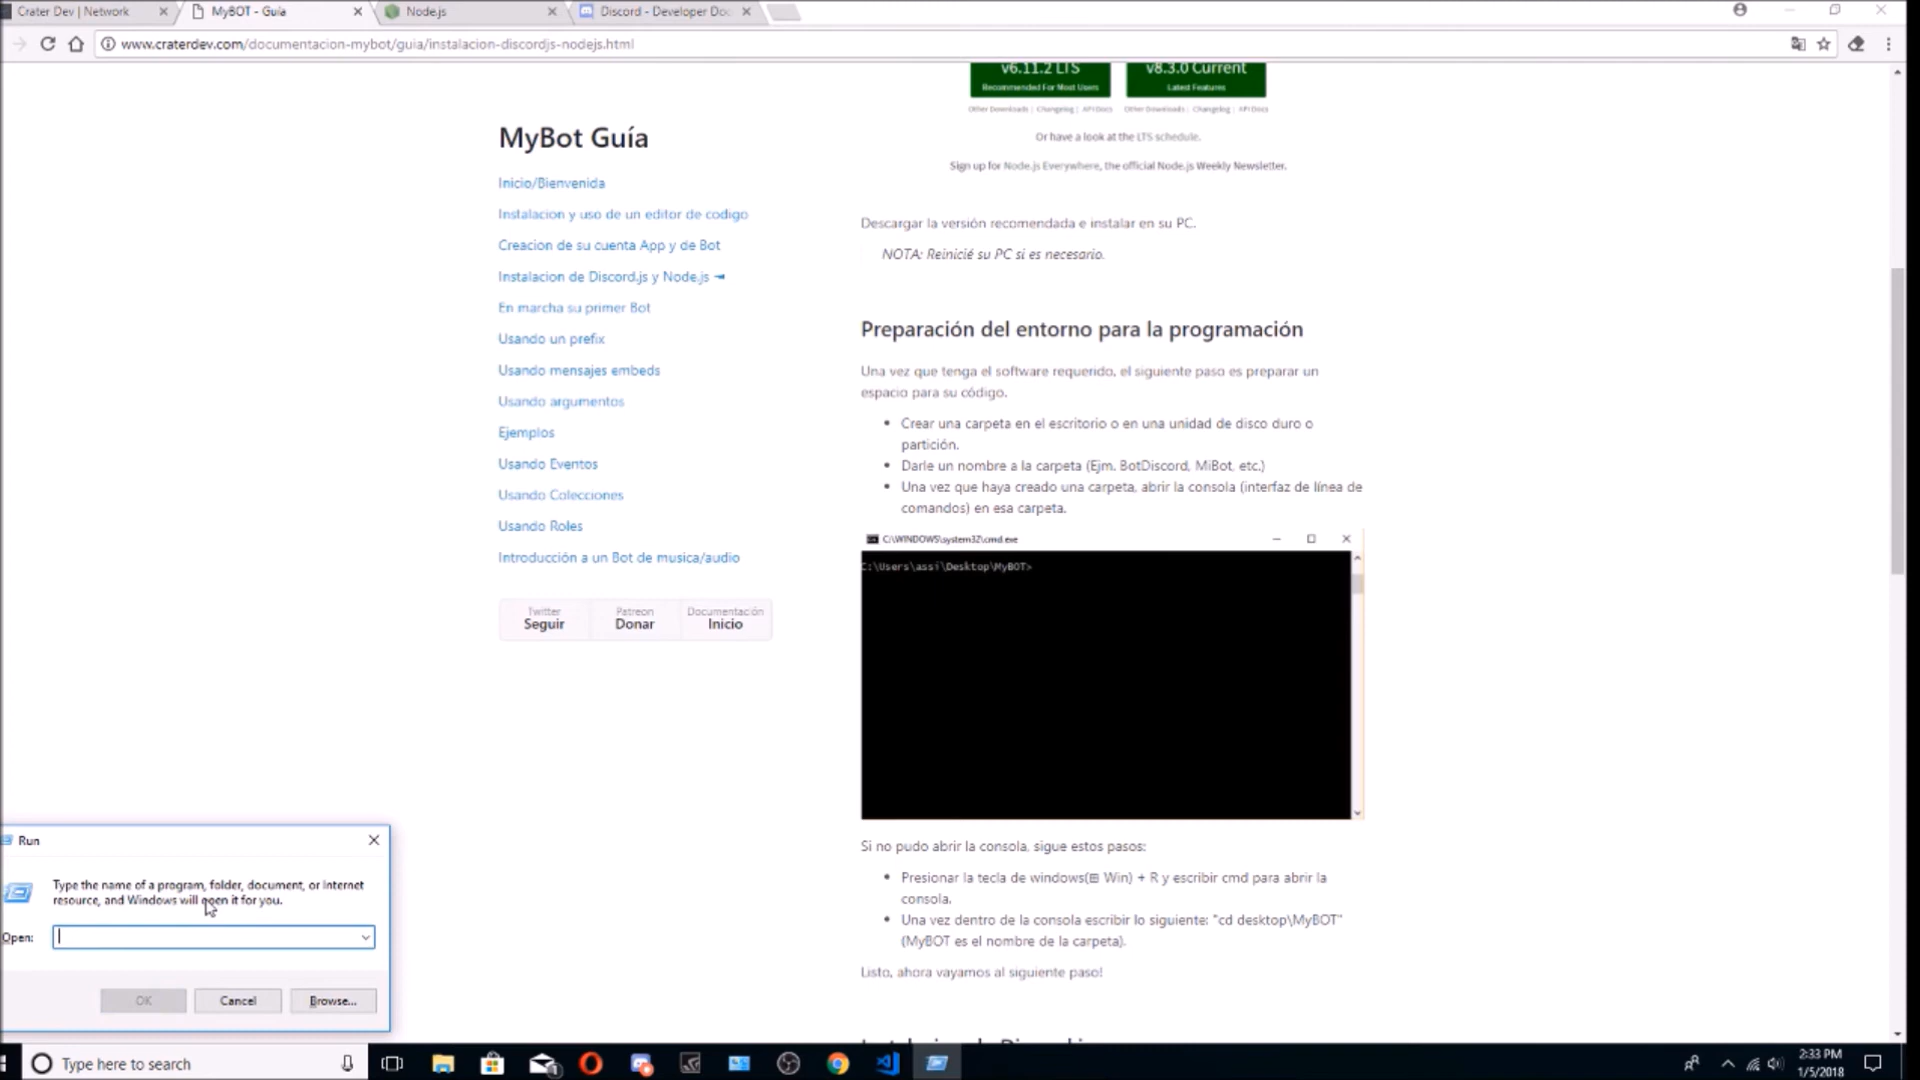 Crater Dev | Network
MyBOT - Guía
Node.js
Discord - Developer Doc
www.craterdev.com/documentacion-mybot/guia/instalacion-discordjs-nodejs.html
v6.11.2 LTS
Recommended For Most Users
v8.3.0 Current
Latest Features
Other Downloads | Changelog | API Docs
Other Downloads | Changelog | API Docs
Or have a look at the LTS schedule.
Sign up for Node.js Everywhere, the official Node.js Weekly Newsletter.
MyBot Guía
Inicio/Bienvenida
Instalacion y uso de un editor de codigo
Creacion de su cuenta App y de Bot
Instalacion de Discord.js y Node.js
En marcha su primer Bot
Usando un prefix
Usando mensajes embeds
Usando argumentos
Ejemplos
Usando Eventos
Usando Colecciones
Usando Roles
Introducción a un Bot de musica/audio
Twitter
Seguir
Patreon
Donar
Documentación
Inicio
Descargar la versión recomendada e instalar en su PC.
NOTA: Reinicié su PC si es necesario.
Preparación del entorno para la programación
Una vez que tenga el software requerido, el siguiente paso es preparar un
espacio para su código.
Crear una carpeta en el escritorio o en una unidad de disco duro o
partición.
Darle un nombre a la carpeta (Ejm. BotDiscord, MiBot, etc.)
Una vez que haya creado una carpeta, abrir la consola (interfaz de línea de
comandos) en esa carpeta.
C:\WINDOWS\system32\cmd.exe
C:\Users\assi\Desktop\MyBOT>
Si no pudo abrir la consola, sigue estos pasos:
Presionar la tecla de windows(⊞ Win) + R y escribir cmd para abrir la
consola.
Una vez dentro de la consola escribir lo siguiente: "cd desktop\MyBOT"
(MyBOT es el nombre de la carpeta).
Listo, ahora vayamos al siguiente paso!
Run
Type the name of a program, folder, document, or Internet
resource, and Windows will open it for you.
Open:
OK
Cancel
Browse...
Type here to search
2:33 PM
1/5/2018